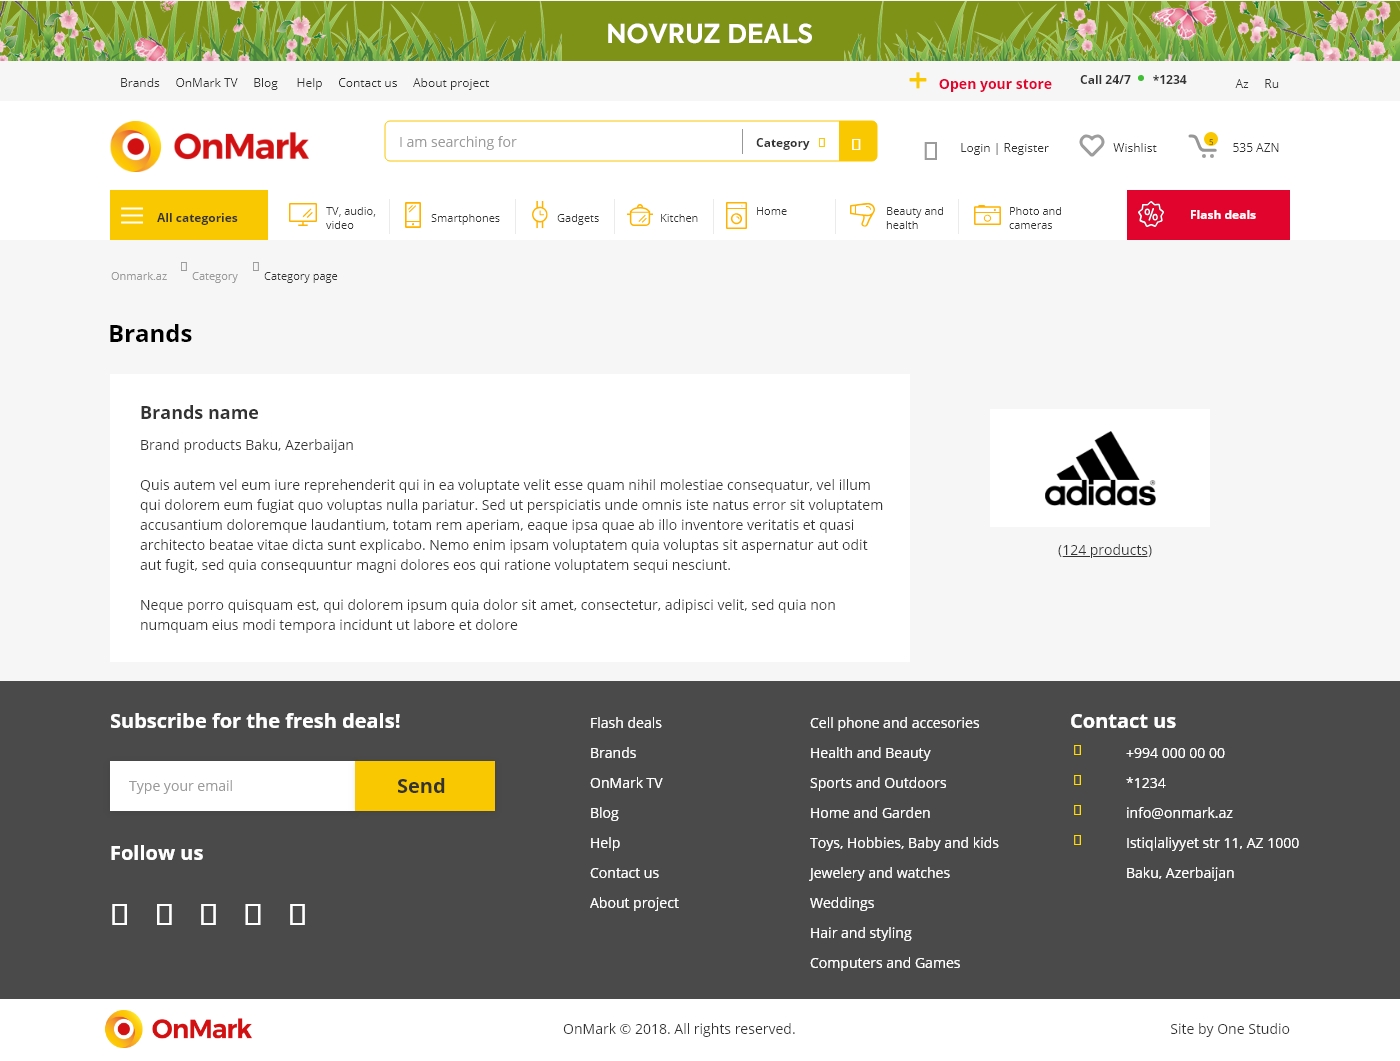 NOVRUZ DEALS
Brands OnMark TV Blog Help Contact us About project
Open your store Call 24/7 *1234 Az Ru
OnMark
I am searching for Category
Login | Register Wishlist 5 535 AZN
All categories
TV, audio,
video
Smartphones
Gadgets
Kitchen
Home
Beauty and
health
Photo and
cameras
Flash deals
Onmark.az Category Category page
Brands
Brands name
Brand products Baku, Azerbaijan
Quis autem vel eum iure reprehenderit qui in ea voluptate velit esse quam nihil molestiae consequatur, vel illum
qui dolorem eum fugiat quo voluptas nulla pariatur. Sed ut perspiciatis unde omnis iste natus error sit voluptatem
accusantium doloremque laudantium, totam rem aperiam, eaque ipsa quae ab illo inventore veritatis et quasi
architecto beatae vitae dicta sunt explicabo. Nemo enim ipsam voluptatem quia voluptas sit aspernatur aut odit
aut fugit, sed quia consequuntur magni dolores eos qui ratione voluptatem sequi nesciunt.
Neque porro quisquam est, qui dolorem ipsum quia dolor sit amet, consectetur, adipisci velit, sed quia non
numquam eius modi tempora incidunt ut labore et dolore
adidas®
(124 products)
Subscribe for the fresh deals!
Type your email Send
Follow us
Flash deals
Brands
OnMark TV
Blog
Help
Contact us
About project
Cell phone and accesories
Health and Beauty
Sports and Outdoors
Home and Garden
Toys, Hobbies, Baby and kids
Jewelery and watches
Weddings
Hair and styling
Computers and Games
Contact us
+994 000 00 00
*1234
info@onmark.az
Istiqlaliyyet str 11, AZ 1000
Baku, Azerbaijan
OnMark
OnMark © 2018. All rights reserved.
Site by One Studio